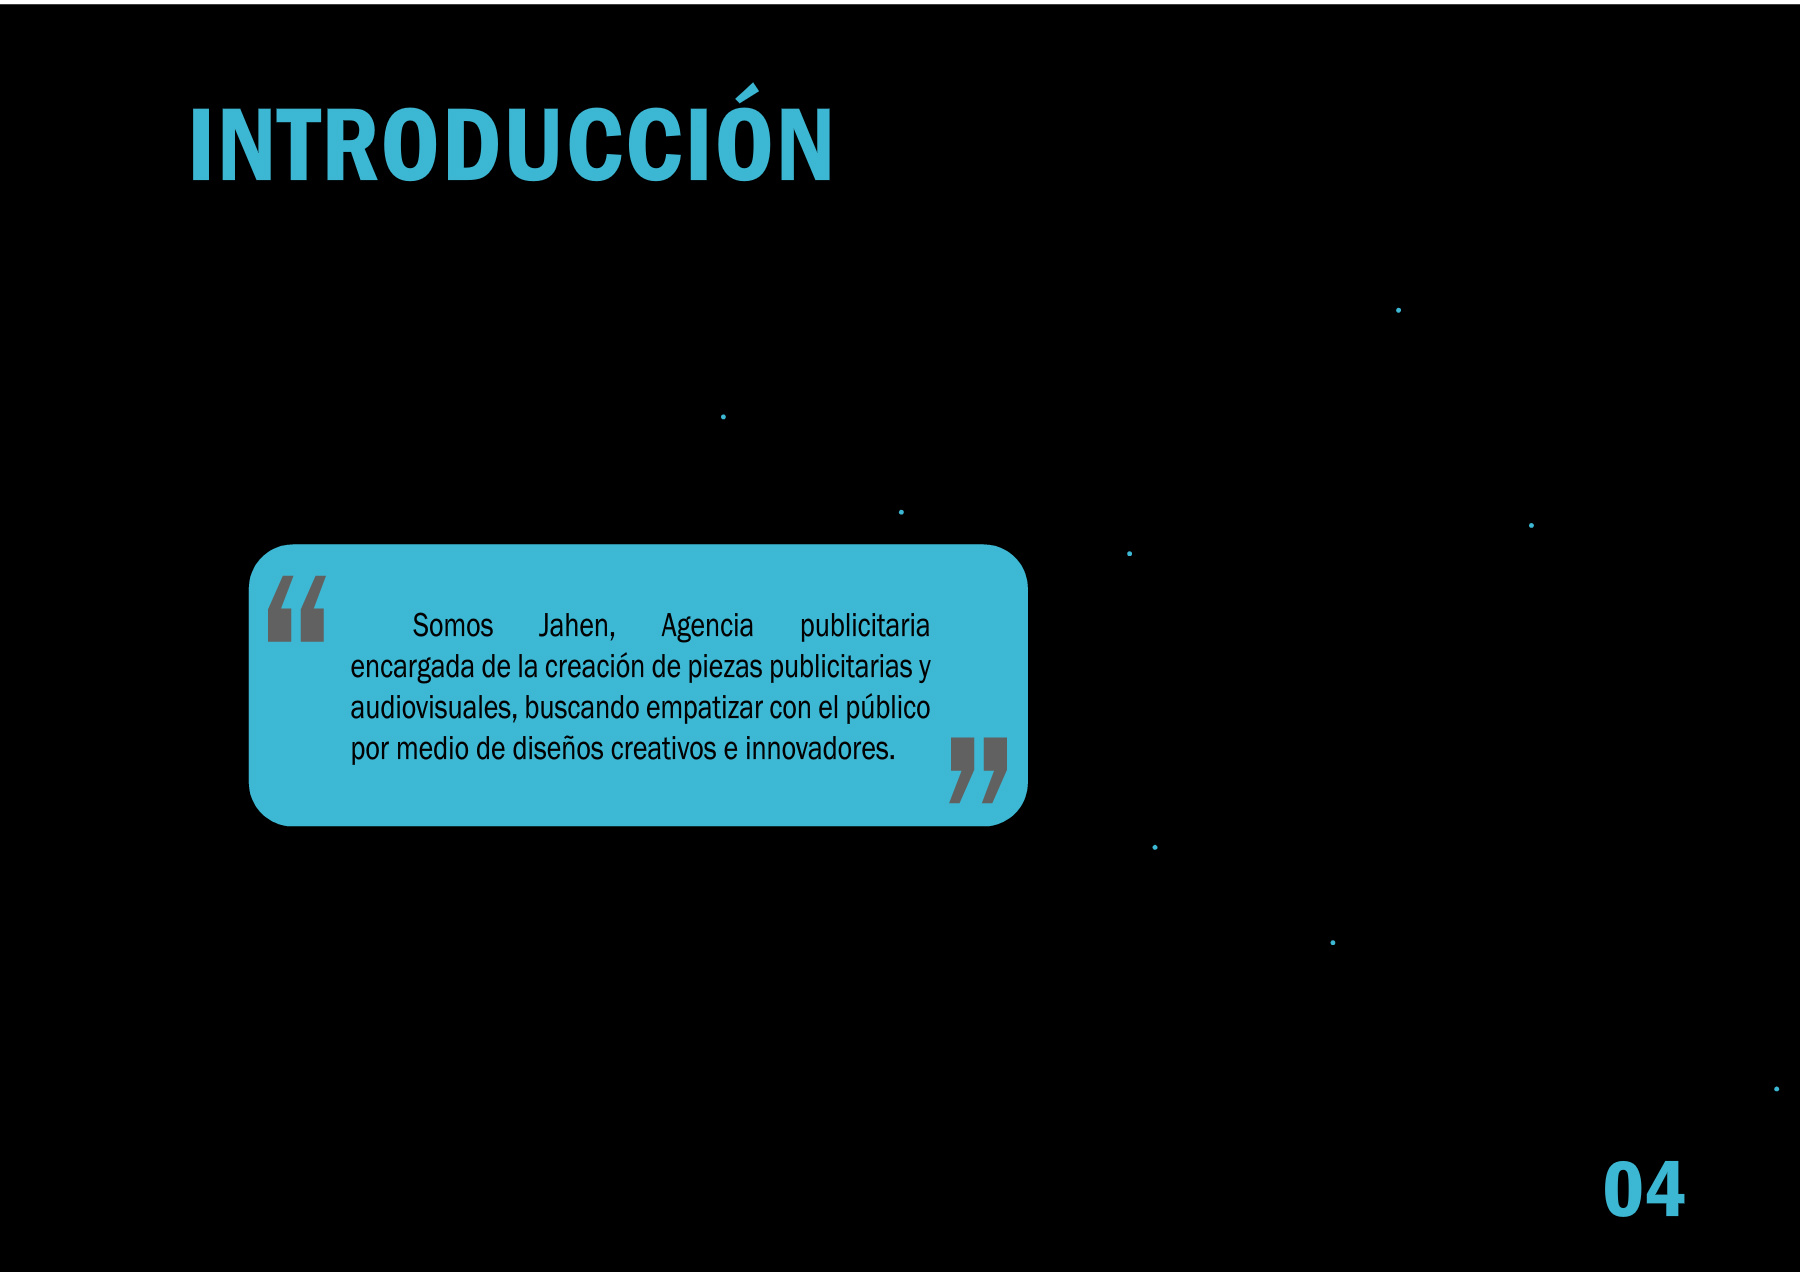 INTRODUCCIÓN
“
Somos Jahen, Agencia publicitaria
encargada de la creación de piezas publicitarias y
audiovisuales, buscando empatizar con el público
por medio de diseños creativos e innovadores.
”
04